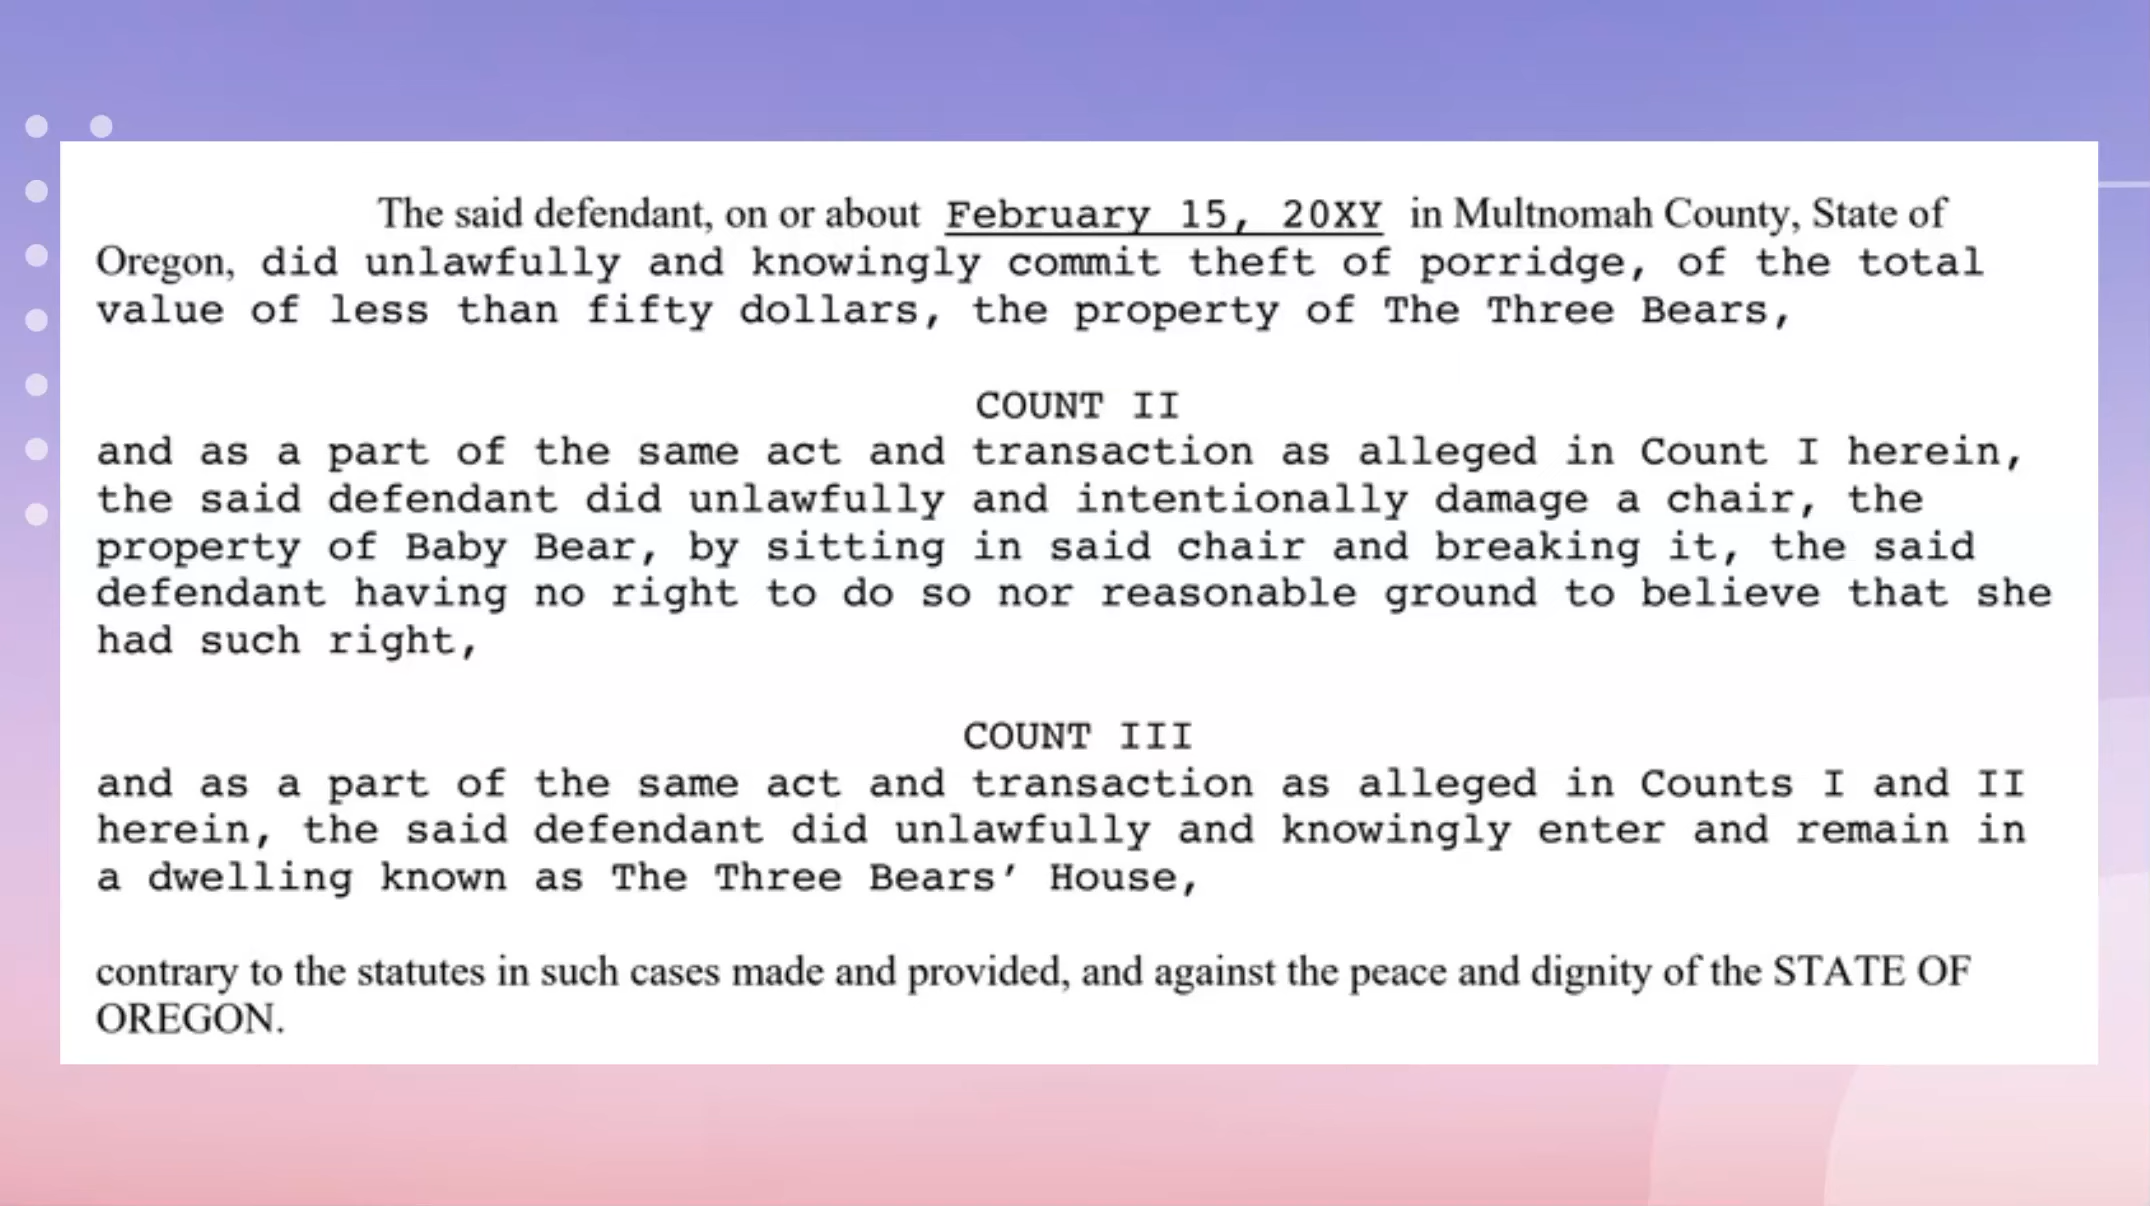 The said defendant, on or about February 15, 20XY in Multnomah County, State of
Oregon, did unlawfully and knowingly commit theft of porridge, of the total
value of less than fifty dollars, the property of The Three Bears,
COUNT II
and as a part of the same act and transaction as alleged in Count I herein,
the said defendant did unlawfully and intentionally damage a chair, the
property of Baby Bear, by sitting in said chair and breaking it, the said
defendant having no right to do so nor reasonable ground to believe that she
had such right,
COUNT III
and as a part of the same act and transaction as alleged in Counts I and II
herein, the said defendant did unlawfully and knowingly enter and remain in
a dwelling known as The Three Bears’ House,
contrary to the statutes in such cases made and provided, and against the peace and dignity of the STATE OF
OREGON.